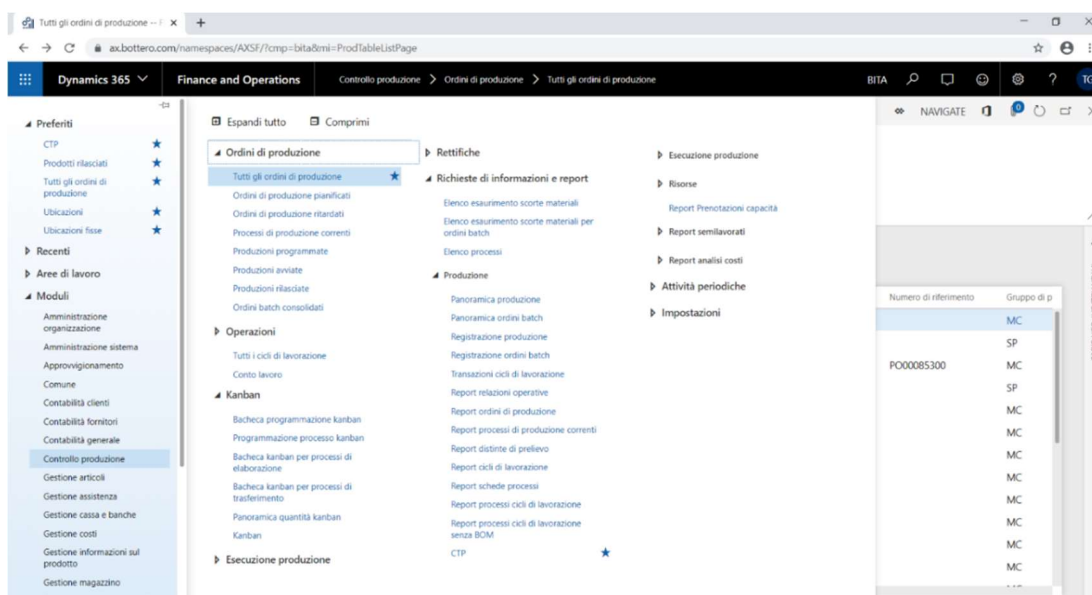 Tutti gli ordini di produzione -- F
ax.bottero.com/namespaces/AXSF/?cmp=bita&mi=ProdTableListPage
Dynamics 365
Finance and Operations
Controllo produzione > Ordini di produzione > Tutti gli ordini di produzione
BITA
?
TG
Preferiti
CTP
Prodotti rilasciati
Tutti gli ordini di
produzione
Ubicazioni
Ubicazioni fisse
Recenti
Aree di lavoro
Moduli
Amministrazione
organizzazione
Amministrazione sistema
Approvvigionamento
Comune
Contabilità clienti
Contabilità fornitori
Contabilità generale
Controllo produzione
Gestione articoli
Gestione assistenza
Gestione cassa e banche
Gestione costi
Gestione informazioni sul
prodotto
Gestione magazzino
Espandi tutto
Comprimi
Ordini di produzione
Tutti gli ordini di produzione
Ordini di produzione pianificati
Ordini di produzione ritardati
Processi di produzione correnti
Produzioni programmate
Produzioni avviate
Produzioni rilasciate
Ordini batch consolidati
Operazioni
Tutti i cicli di lavorazione
Conto lavoro
Kanban
Bacheca programmazione kanban
Programmazione processo kanban
Bacheca kanban per processi di
elaborazione
Bacheca kanban per processi di
trasferimento
Panoramica quantità kanban
Kanban
Esecuzione produzione
Rettifiche
Richieste di informazioni e report
Elenco esaurimento scorte materiali
Elenco esaurimento scorte materiali per
ordini batch
Elenco processi
Produzione
Panoramica produzione
Panoramica ordini batch
Registrazione produzione
Registrazione ordini batch
Transazioni cicli di lavorazione
Report relazioni operative
Report ordini di produzione
Report processi di produzione correnti
Report distinte di prelievo
Report cicli di lavorazione
Report schede processi
Report processi cicli di lavorazione
Report processi cicli di lavorazione
senza BOM
CTP
Esecuzione produzione
Risorse
Report Prenotazioni capacità
Report semilavorati
Report analisi costi
Attività periodiche
Impostazioni
NAVIGATE
0
Numero di riferimento
Gruppo di p
MC
SP
PO00085300
MC
SP
MC
MC
MC
MC
MC
MC
MC
MC